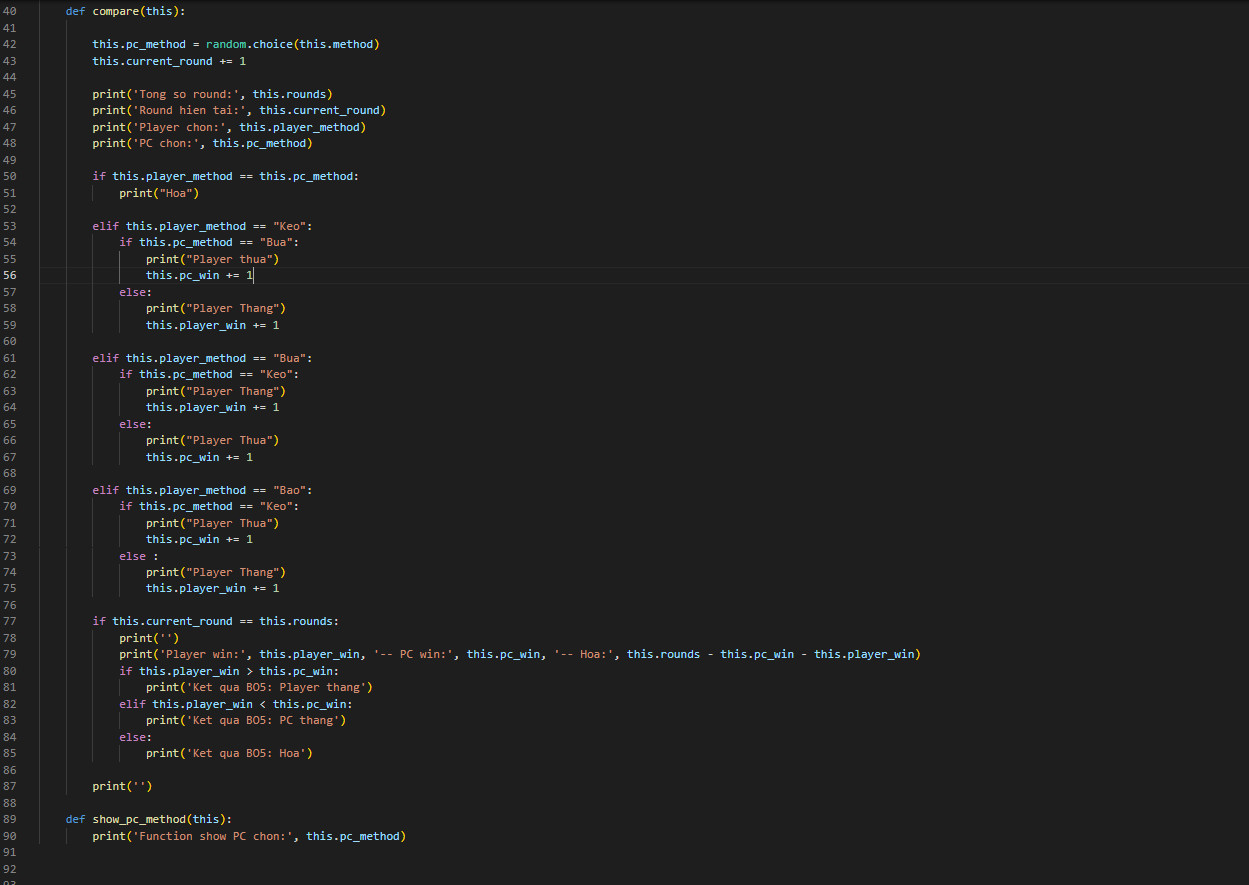 40 def compare(this):
41
42 this.pc_method = random.choice(this.method)
43 this.current_round += 1
44
45 print('Tong so round:', this.rounds)
46 print('Round hien tai:', this.current_round)
47 print('Player chon:', this.player_method)
48 print('PC chon:', this.pc_method)
49
50 if this.player_method == this.pc_method:
51 print("Hoa")
52
53 elif this.player_method == "Keo":
54 if this.pc_method == "Bua":
55 print("Player thua")
56 this.pc_win += 1
57 else:
58 print("Player Thang")
59 this.player_win += 1
60
61 elif this.player_method == "Bua":
62 if this.pc_method == "Keo":
63 print("Player Thang")
64 this.player_win += 1
65 else:
66 print("Player Thua")
67 this.pc_win += 1
68
69 elif this.player_method == "Bao":
70 if this.pc_method == "Keo":
71 print("Player Thua")
72 this.pc_win += 1
73 else :
74 print("Player Thang")
75 this.player_win += 1
76
77 if this.current_round == this.rounds:
78 print('')
79 print('Player win:', this.player_win, '-- PC win:', this.pc_win, '-- Hoa:', this.rounds - this.pc_win - this.player_win)
80 if this.player_win > this.pc_win:
81 print('Ket qua BO5: Player thang')
82 elif this.player_win < this.pc_win:
83 print('Ket qua BO5: PC thang')
84 else:
85 print('Ket qua BO5: Hoa')
86
87 print('')
88
89 def show_pc_method(this):
90 print('Function show PC chon:', this.pc_method)
91
92
93